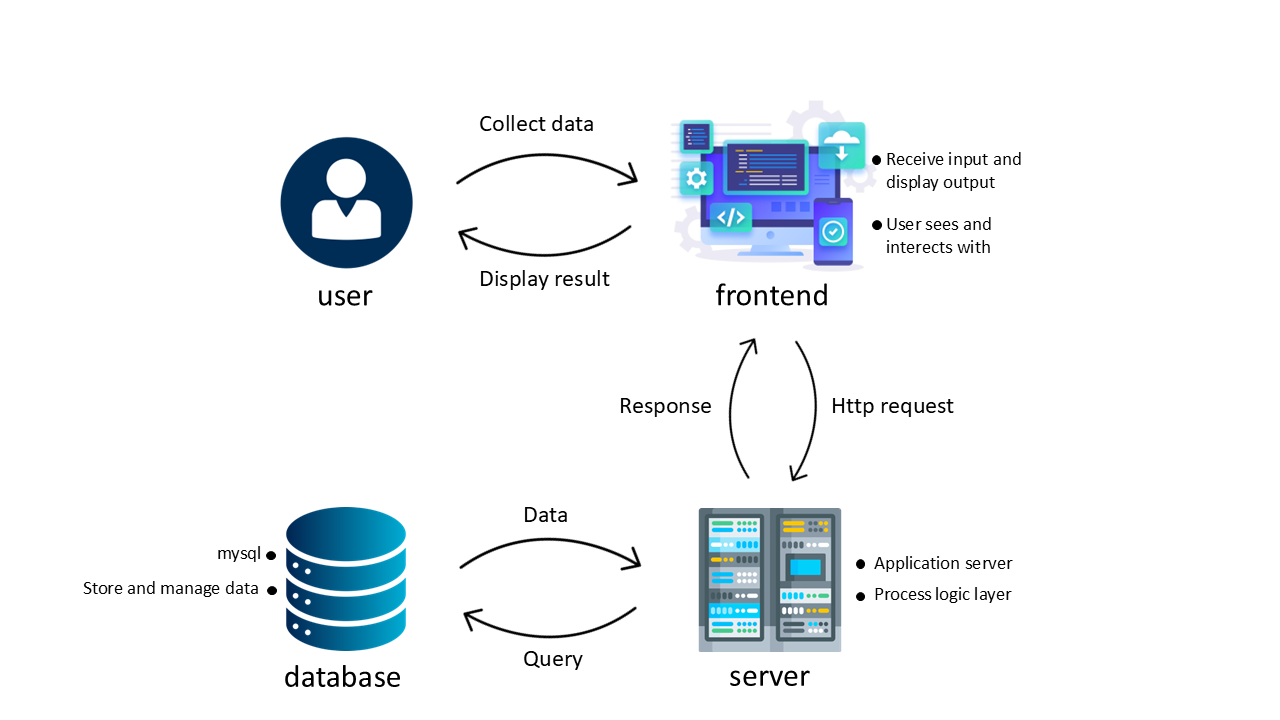 Collect data
Receive input and
display output
User sees and
interects with
Display result
user
frontend
Response
Http request
Data
mysql
Store and manage data
Application server
Process logic layer
Query
database
server